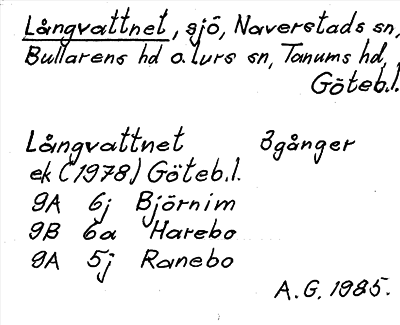 Långvattnet, sjö, Naverstads sn,
Bullarens hd o. Lurs sn, Tanums hd,
Göteb.l.
Långvattnet 3gånger
ek (1978) Göteb.l.
9A 6j Björnim
9B 6a Harebo
9A 5j Ranebo
A.G. 1985.